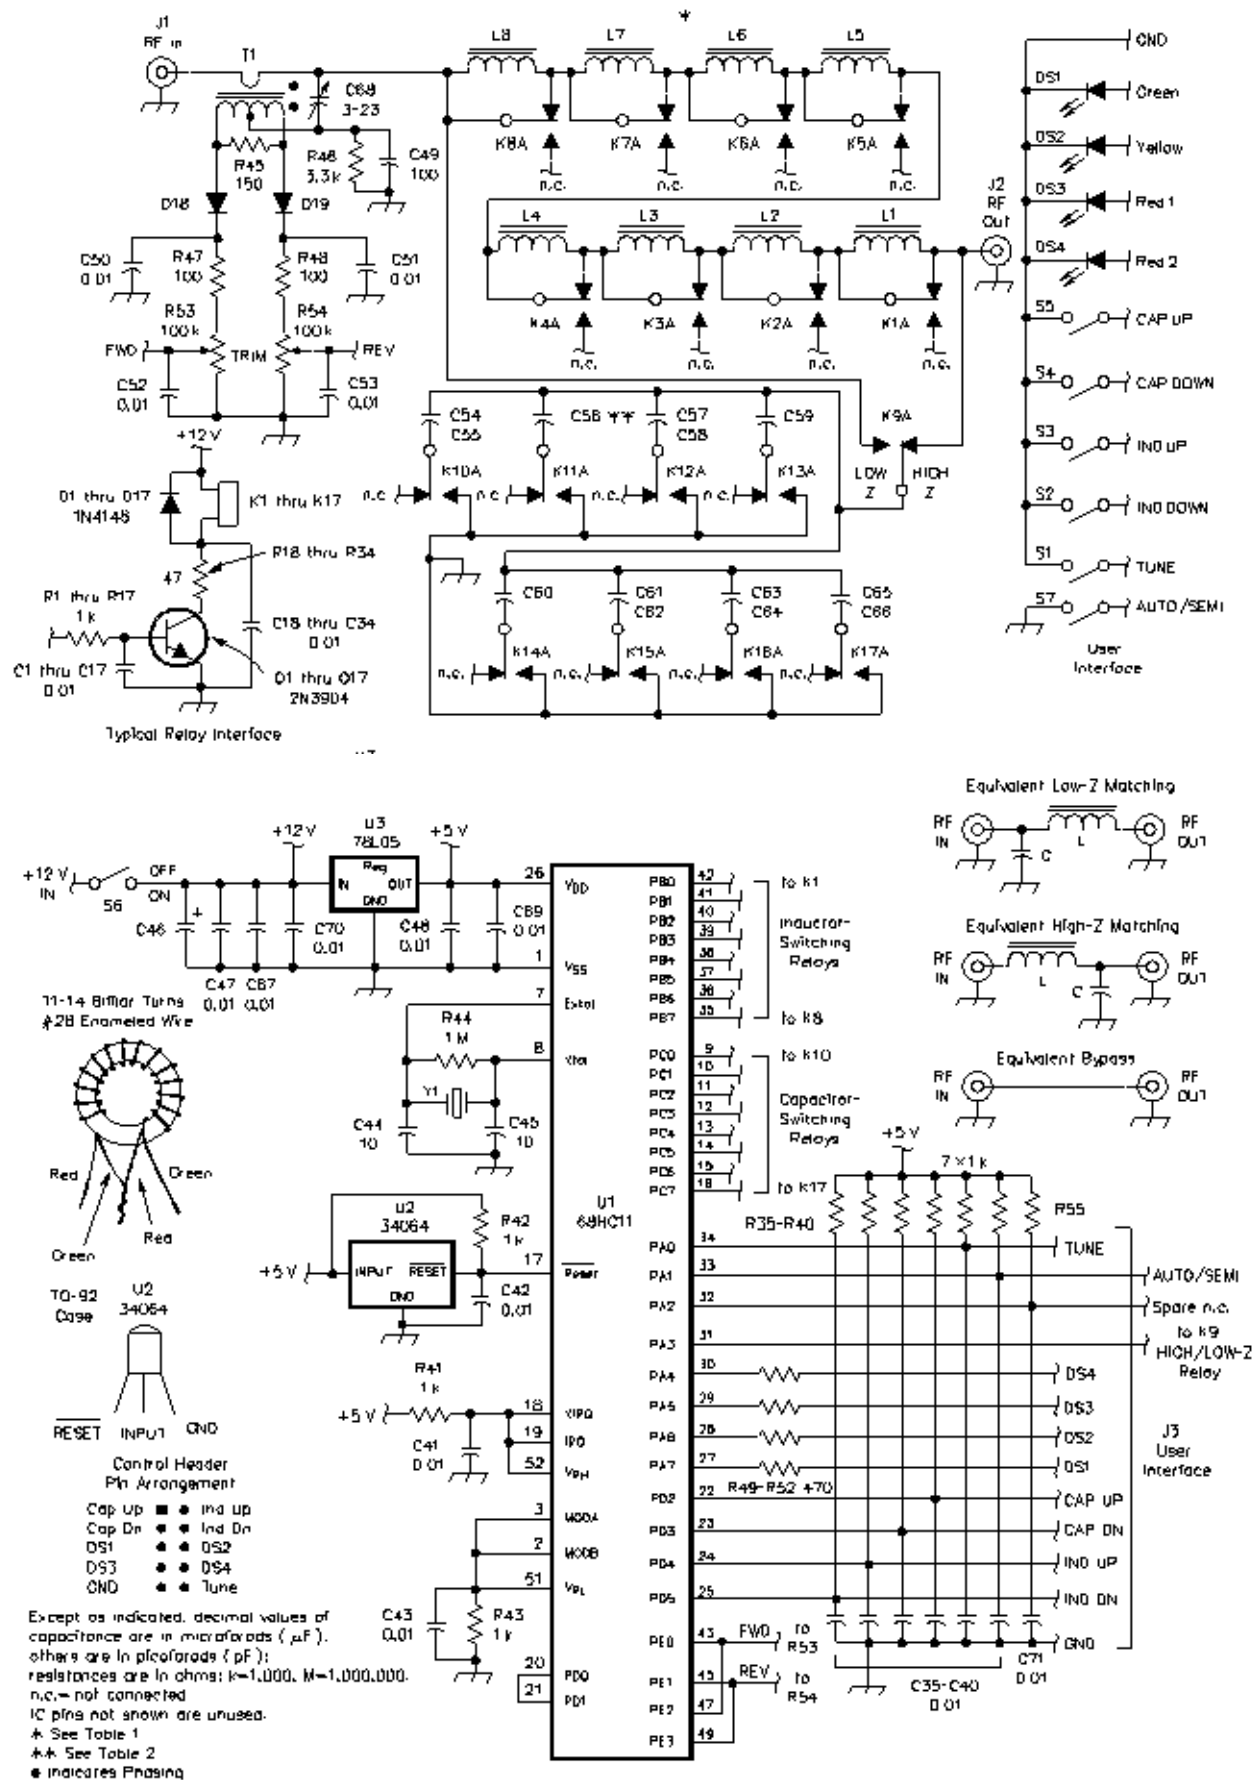 J1
RF in
T1
C68
3-23
R45
150
R46
3.3k
C49
100
D18
D19
C50
0.01
R47
100
R48
100
C51
0.01
R53
100k
R54
100k
FWD
TRIM
REV
C52
0.01
C53
0.01
L8
L7
*
L6
L5
K8A
K7A
K6A
K5A
n.c.
n.c.
n.c.
n.c.
L4
L3
L2
L1
K4A
K3A
K2A
K1A
n.c.
n.c.
n.c.
n.c.
J2
RF
Out
C54
C55
C56 **
C57
C58
C59
K9A
K10A
K11A
K12A
K13A
LOW
Z
HIGH
Z
n.c.
n.c.
n.c.
n.c.
C60
C61
C62
C63
C64
C65
C66
K14A
K15A
K16A
K17A
n.c.
n.c.
n.c.
n.c.
GND
DS1
Green
DS2
Yellow
DS3
Red 1
DS4
Red 2
S5
CAP UP
S4
CAP DOWN
S3
IND UP
S2
IND DOWN
S1
TUNE
S7
AUTO/SEMI
User
Interface
+12V
D1 thru D17
1N4148
K1 thru K17
R18 thru R34
47
R1 thru R17
1k
C18 thru C34
0.01
C1 thru C17
0.01
Q1 thru Q17
2N3904
Typical Relay Interface
+12 V
IN
OFF
ON
S6
+12V
U3
78L05
Reg
IN
OUT
GND
+5 V
C46
+
C47
0.01
C67
0.01
C70
0.01
C48
0.01
C69
0.01
26
VDD
1
VSS
7
Extal
R44
1M
8
Xtal
Y1
C44
10
C45
10
11-14 Bifilar Turns
#28 Enameled Wire
Red
Green
Green
Red
U2
34064
R42
1k
+5V
INPUT
RESET
GND
17
Reset
C42
0.01
TO-92
Case
U2
34064
RESET
INPUT
GND
R41
1k
+5V
C41
0.01
18
XIRQ
19
IRQ
52
VRH
3
MODA
2
MODB
51
VRL
C43
0.01
R43
1k
20
PD0
21
PD1
U1
68HC11
PB0
42
to K1
PB1
41
PB2
40
PB3
39
PB4
38
PB5
37
PB6
36
PB7
35
to K8
Inductor-
Switching
Relays
PC0
9
to K10
PC1
10
PC2
11
PC3
12
PC4
13
PC5
14
PC6
15
PC7
16
to K17
Capacitor-
Switching
Relays
Equivalent Low-Z Matching
RF
IN
C
L
RF
OUT
Equivalent High-Z Matching
RF
IN
L
C
RF
OUT
Equivalent Bypass
RF
IN
RF
OUT
+5V
7 × 1k
R35-R40
R55
PA0
34
TUNE
PA1
33
AUTO/SEMI
PA2
32
Spare n.c.
PA3
31
to K9
HIGH/LOW-Z
Relay
PA4
30
DS4
PA5
29
DS3
PA6
28
DS2
PA7
27
DS1
R49-R52 470
PD2
22
CAP UP
PD3
23
CAP DN
PD4
24
IND UP
PD5
25
IND DN
PE0
43
FWD
to
R53
GND
PE1
45
REV
to
R54
PE2
47
PE3
49
C35-C40
0.01
C71
0.01
J3
User
Interface
Control Header
Pin Arrangement
Cap Up
Ind Up
Cap Dn
Ind Dn
DS1
DS2
DS3
DS4
GND
Tune
Except as indicated, decimal values of
capacitance are in microfarads ( µF ),
others are in picofarads ( pF );
resistances are in ohms; k=1,000, M=1,000,000.
n.c.= not connected
IC pins not shown are unused.
* See Table 1
** See Table 2
● indicates Phasing